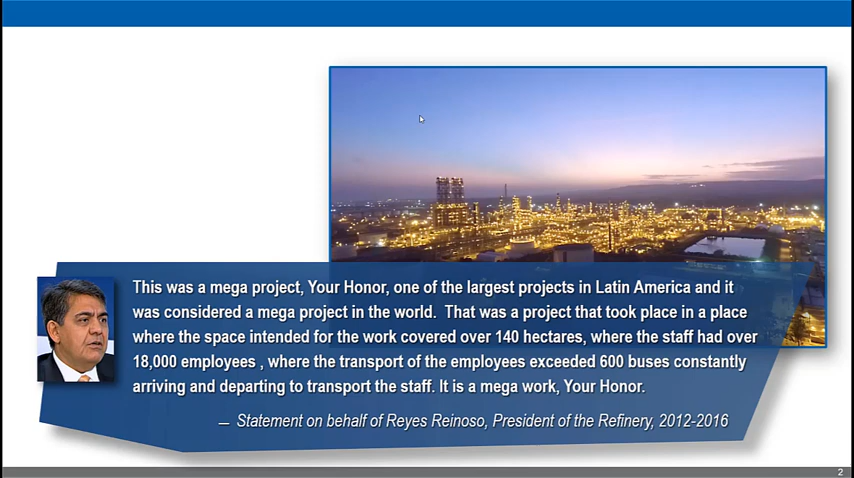 This was a mega project, Your Honor, one of the largest projects in Latin America and it
was considered a mega project in the world. That was a project that took place in a place
where the space intended for the work covered over 140 hectares, where the staff had over
18,000 employees , where the transport of the employees exceeded 600 buses constantly
arriving and departing to transport the staff. It is a mega work, Your Honor.
— Statement on behalf of Reyes Reinoso, President of the Refinery, 2012-2016
2